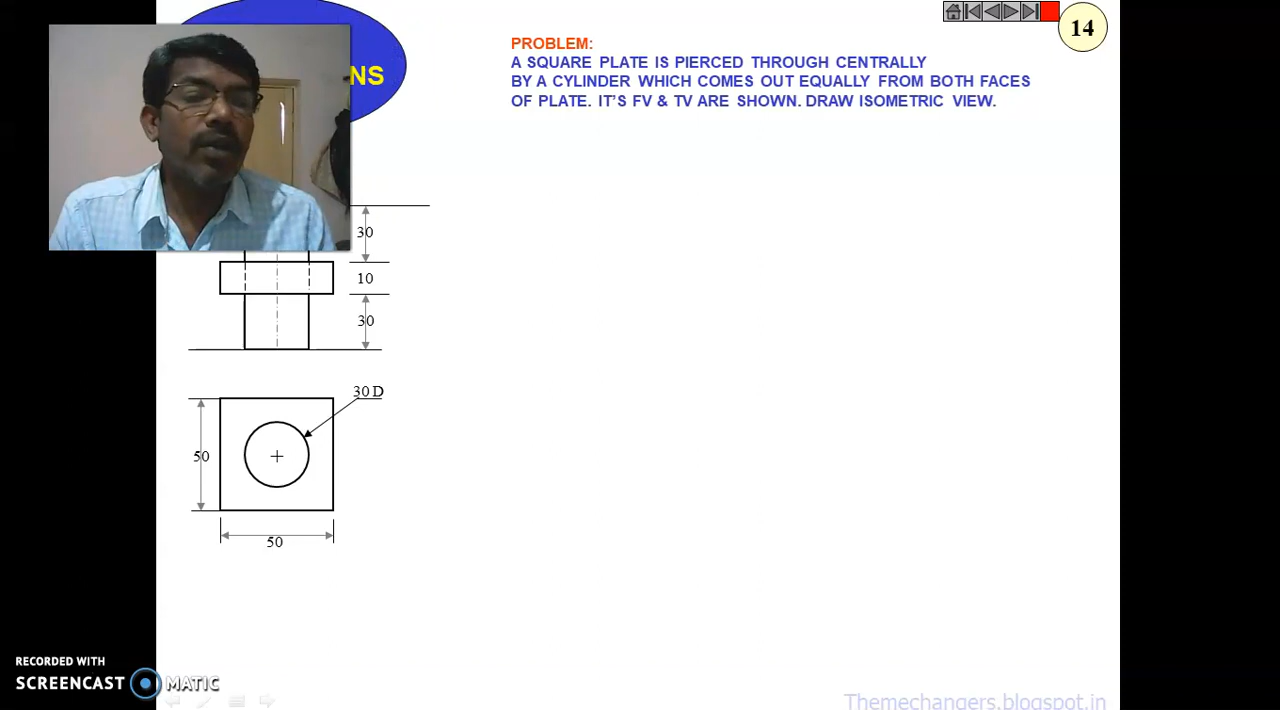 NS
14
PROBLEM:
A SQUARE PLATE IS PIERCED THROUGH CENTRALLY
BY A CYLINDER WHICH COMES OUT EQUALLY FROM BOTH FACES
OF PLATE. IT’S FV & TV ARE SHOWN. DRAW ISOMETRIC VIEW.
30
10
30
30 D
50
50
RECORDED WITH
SCREENCAST MATIC
Themechangers.blogspot.in